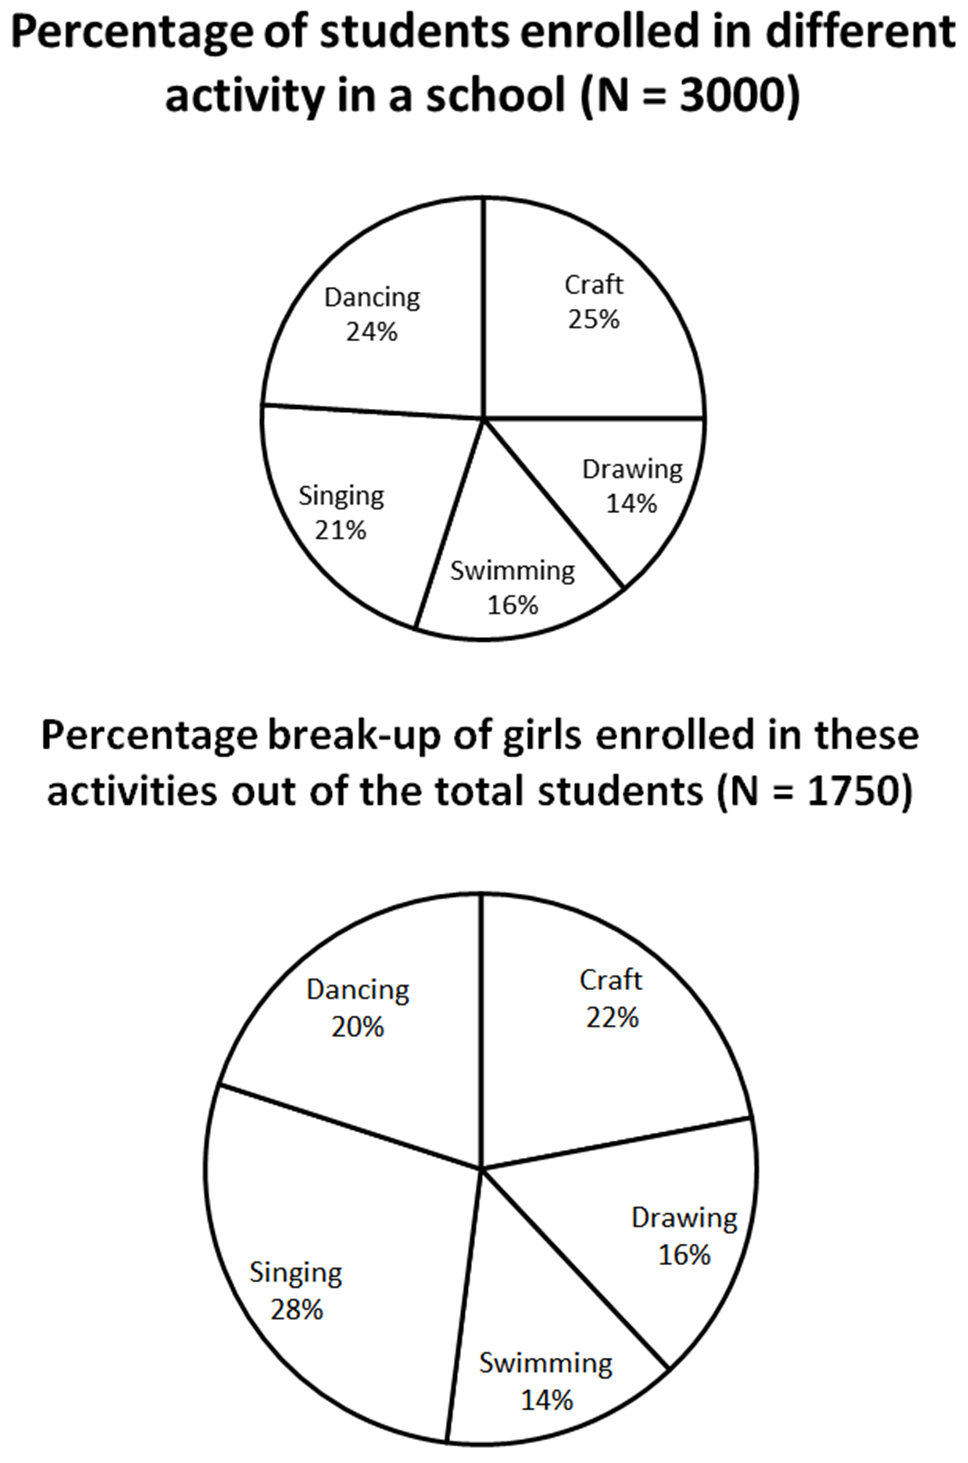 Percentage of students enrolled in different
activity in a school (N = 3000)
Dancing
24%
Craft
25%
Singing
21%
Drawing
14%
Swimming
16%
Percentage break-up of girls enrolled in these
activities out of the total students (N = 1750)
Dancing
20%
Craft
22%
Drawing
16%
Singing
28%
Swimming
14%